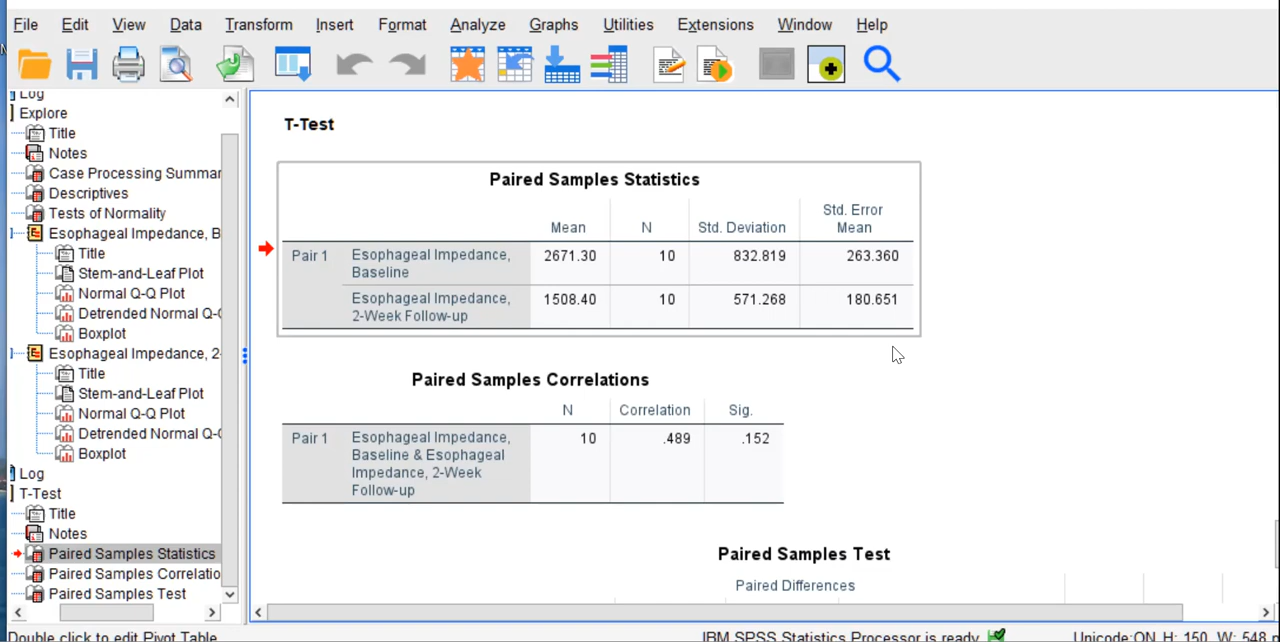 File Edit View Data Transform Insert Format Analyze Graphs Utilities Extensions Window Help
Log
Explore
Title
Notes
Case Processing Summar
Descriptives
Tests of Normality
Esophageal Impedance, B
Title
Stem-and-Leaf Plot
Normal Q-Q Plot
Detrended Normal Q-
Boxplot
Esophageal Impedance, 2-
Title
Stem-and-Leaf Plot
Normal Q-Q Plot
Detrended Normal Q-
Boxplot
Log
T-Test
Title
Notes
Paired Samples Statistics
Paired Samples Correlatio
Paired Samples Test
T-Test
Paired Samples Statistics
Mean N Std. Deviation Std. Error Mean
Pair 1 Esophageal Impedance, 2671.30 10 832.819 263.360
Baseline
Esophageal Impedance, 1508.40 10 571.268 180.651
2-Week Follow-up
Paired Samples Correlations
N Correlation Sig.
Pair 1 Esophageal Impedance, 10 .489 .152
Baseline & Esophageal
Impedance, 2-Week
Follow-up
Paired Samples Test
Paired Differences
Double click to edit Pivot Table IBM SPSS Statistics Processor is ready Unicode:ON H: 150, W: 548